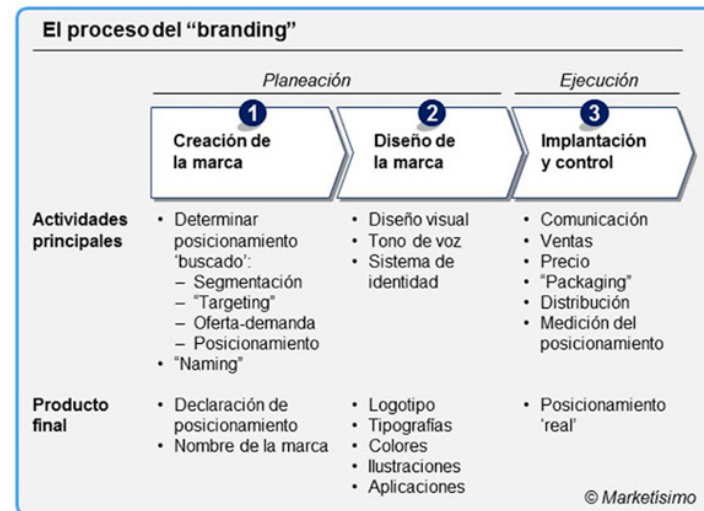 El proceso del “branding”
Planeación
Ejecución
1
Creación de
la marca
2
Diseño de
la marca
3
Implantación
y control
Actividades
principales
• Determinar
posicionamiento
‘buscado’:
– Segmentación
– “Targeting”
– Oferta-demanda
– Posicionamiento
• “Naming”
• Diseño visual
• Tono de voz
• Sistema de
identidad
• Comunicación
• Ventas
• Precio
• “Packaging”
• Distribución
• Medición del
posicionamiento
Producto
final
• Declaración de
posicionamiento
• Nombre de la marca
• Logotipo
• Tipografías
• Colores
• Ilustraciones
• Aplicaciones
• Posicionamiento
‘real’
© Marketísimo